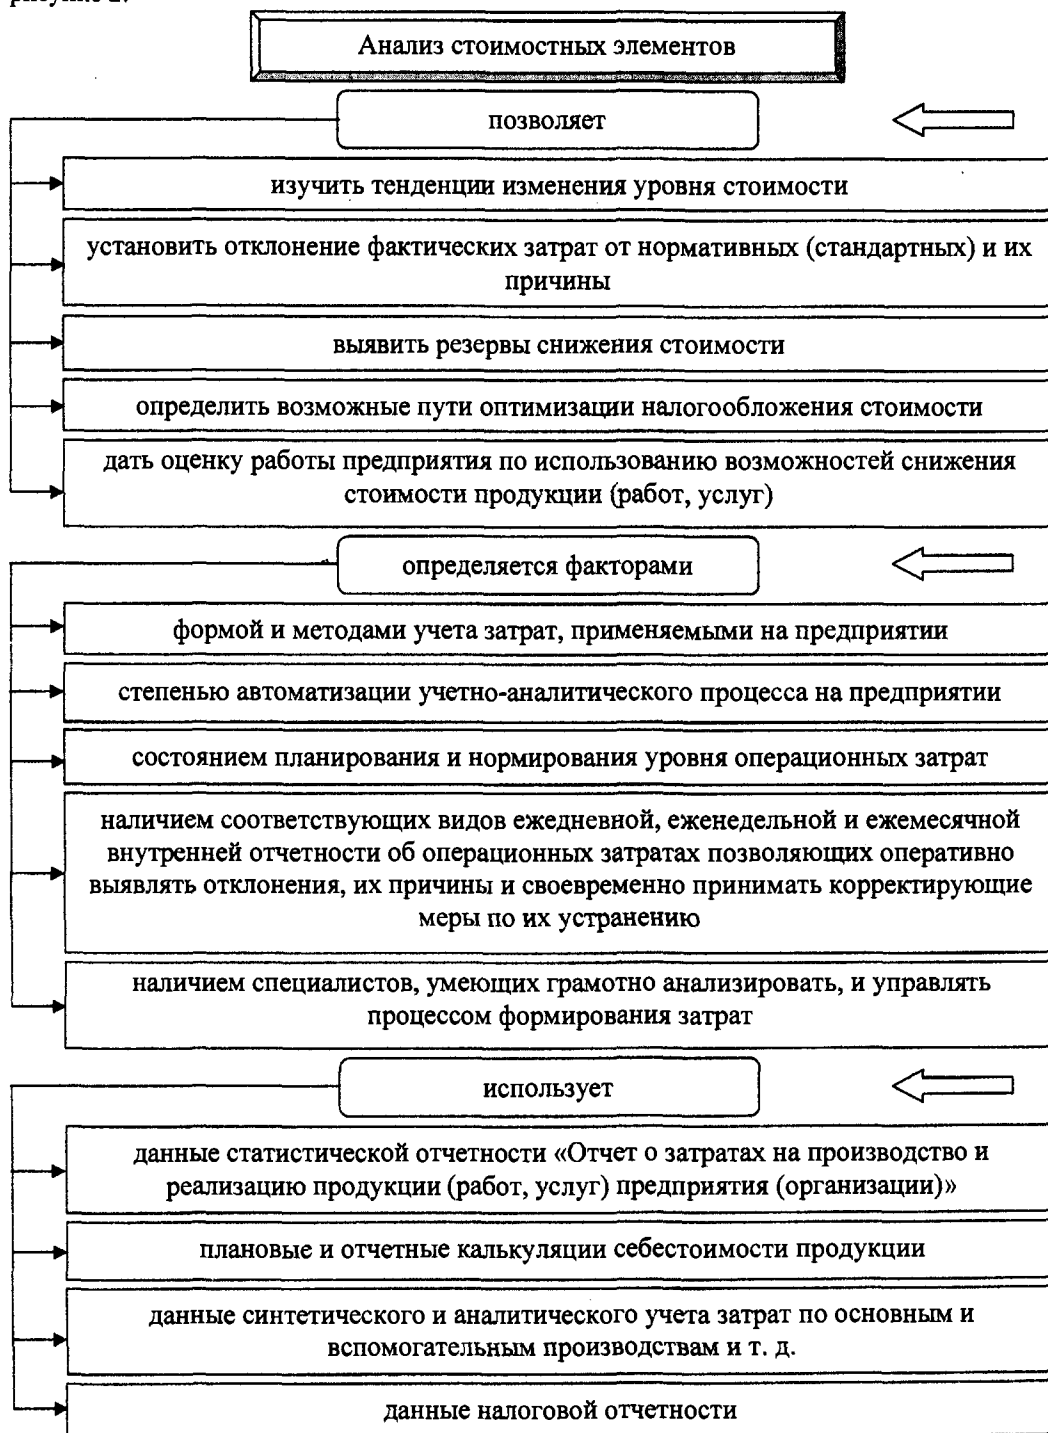 Анализ стоимостных элементов
позволяет
изучить тенденции изменения уровня стоимости
установить отклонение фактических затрат от нормативных (стандартных) и их
причины
выявить резервы снижения стоимости
определить возможные пути оптимизации налогообложения стоимости
дать оценку работы предприятия по использованию возможностей снижения
стоимости продукции (работ, услуг)
определяется факторами
формой и методами учета затрат, применяемыми на предприятии
степенью автоматизации учетно-аналитического процесса на предприятии
состоянием планирования и нормирования уровня операционных затрат
наличием соответствующих видов ежедневной, еженедельной и ежемесячной
внутренней отчетности об операционных затратах позволяющих оперативно
выявлять отклонения, их причины и своевременно принимать корректирующие
меры по их устранению
наличием специалистов, умеющих грамотно анализировать, и управлять
процессом формирования затрат
использует
данные статистической отчетности «Отчет о затратах на производство и
реализацию продукции (работ, услуг) предприятия (организации)»
плановые и отчетные калькуляции себестоимости продукции
данные синтетического и аналитического учета затрат по основным и
вспомогательным производствам и т. д.
данные налоговой отчетности